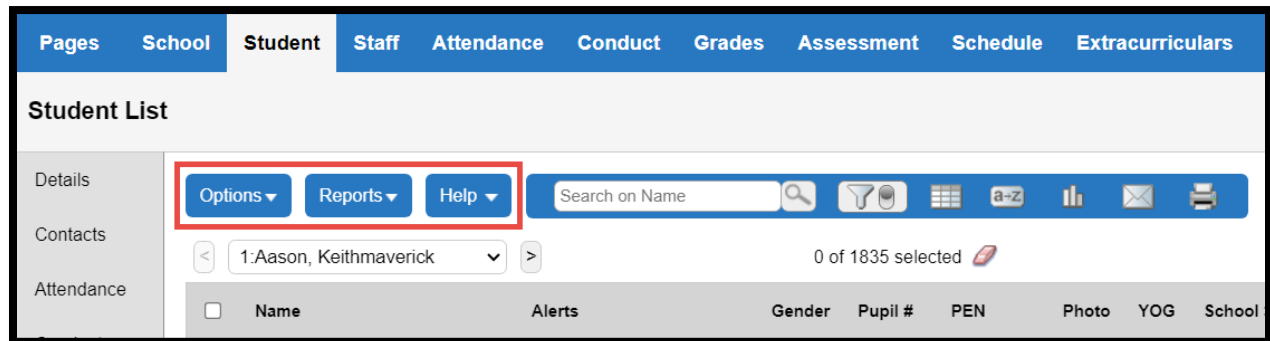 Pages School Student Staff Attendance Conduct Grades Assessment Schedule Extracurriculars
Student List
Details
Options Reports Help Search on Name a-z
Contacts
< 1:Aason, Keithmaverick > 0 of 1835 selected
Attendance
Name Alerts Gender Pupil # PEN Photo YOG School